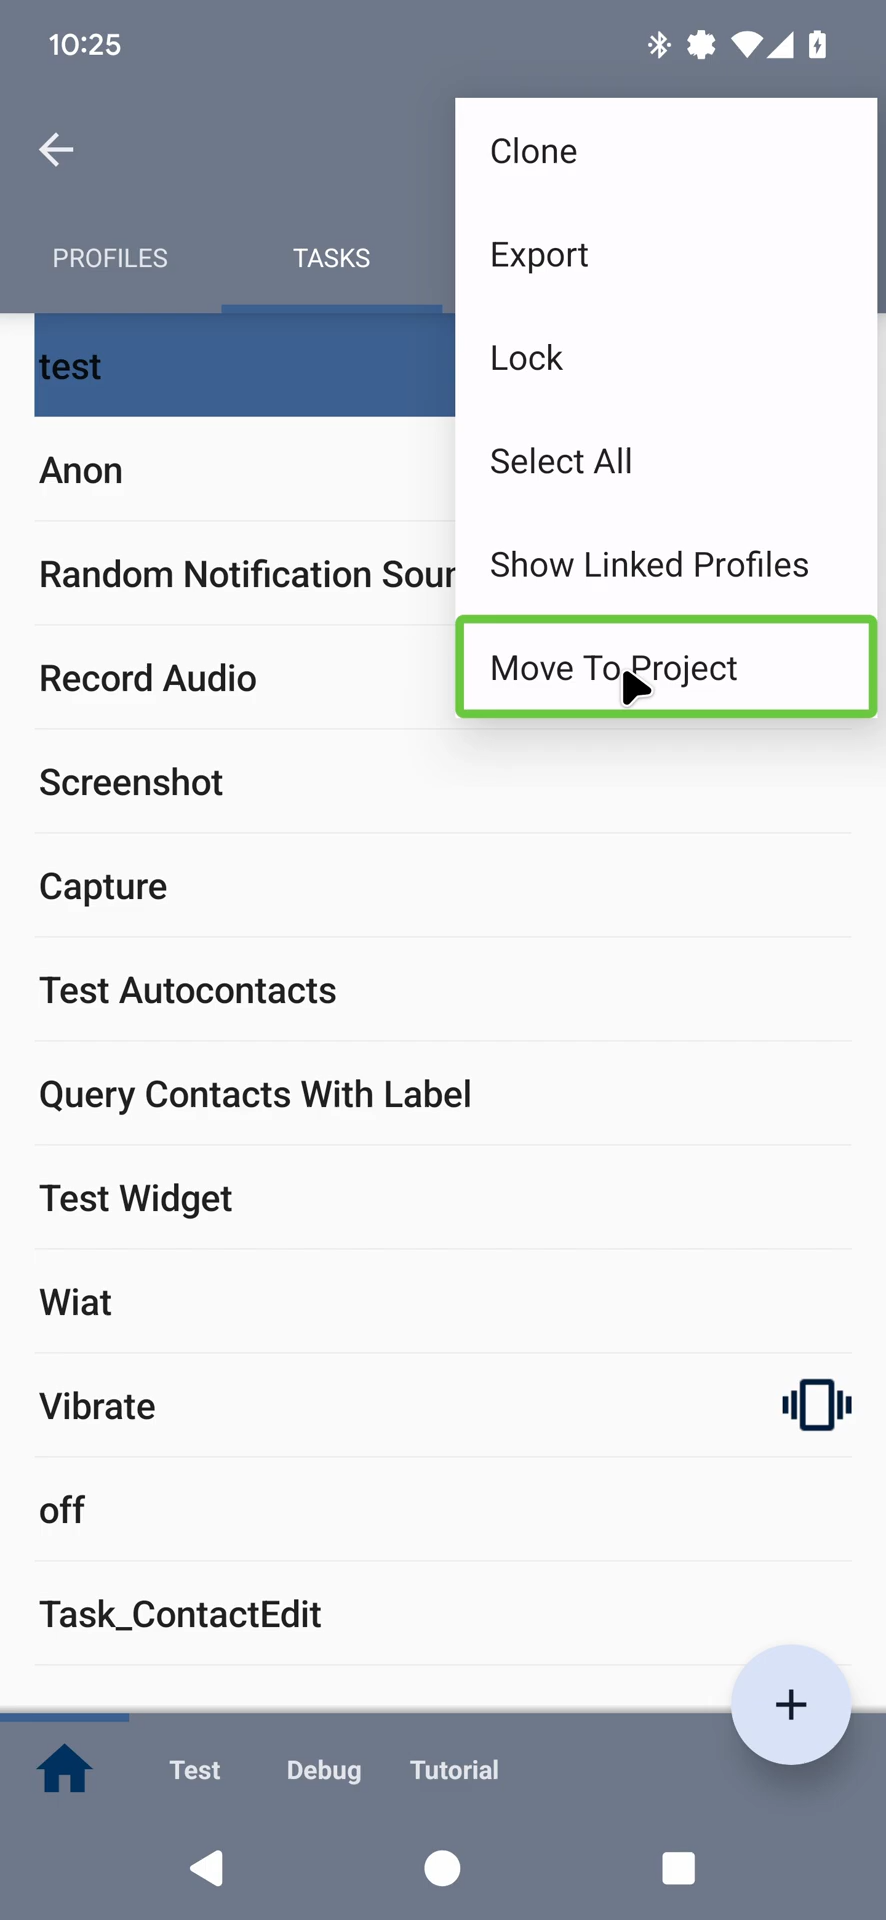 10:25
Clone
Export
Lock
Select All
Show Linked Profiles
Move To Project
PROFILES
TASKS
test
Anon
Random Notification Soun
Record Audio
Screenshot
Capture
Test Autocontacts
Query Contacts With Label
Test Widget
Wiat
Vibrate
off
Task_ContactEdit
+
Test
Debug
Tutorial